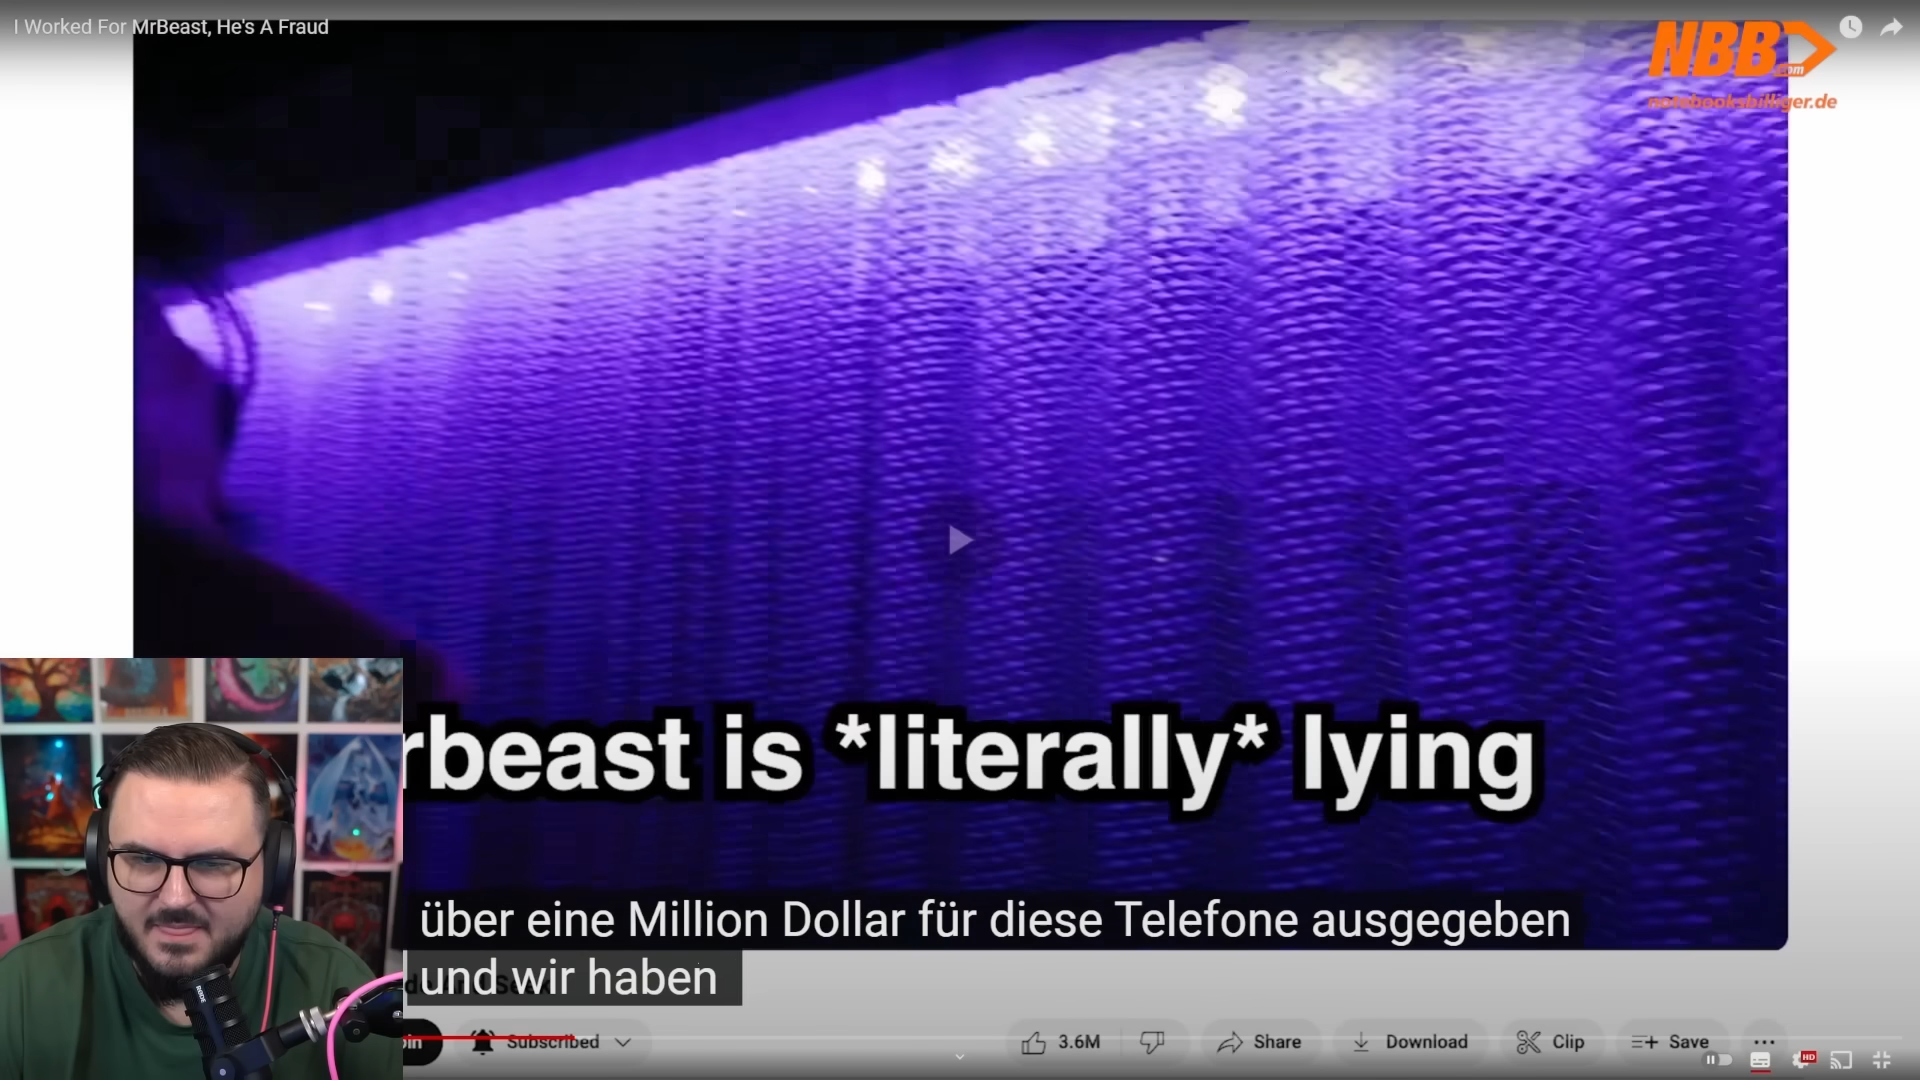 I Worked For MrBeast, He's A Fraud
NBB
.com
notebooksbilliger.de
rbeast is *literally* lying
über eine Million Dollar für diese Telefone ausgegeben
und wir haben
Subscribed
3.6M
Share
Download
Clip
Save
HD
RØDE